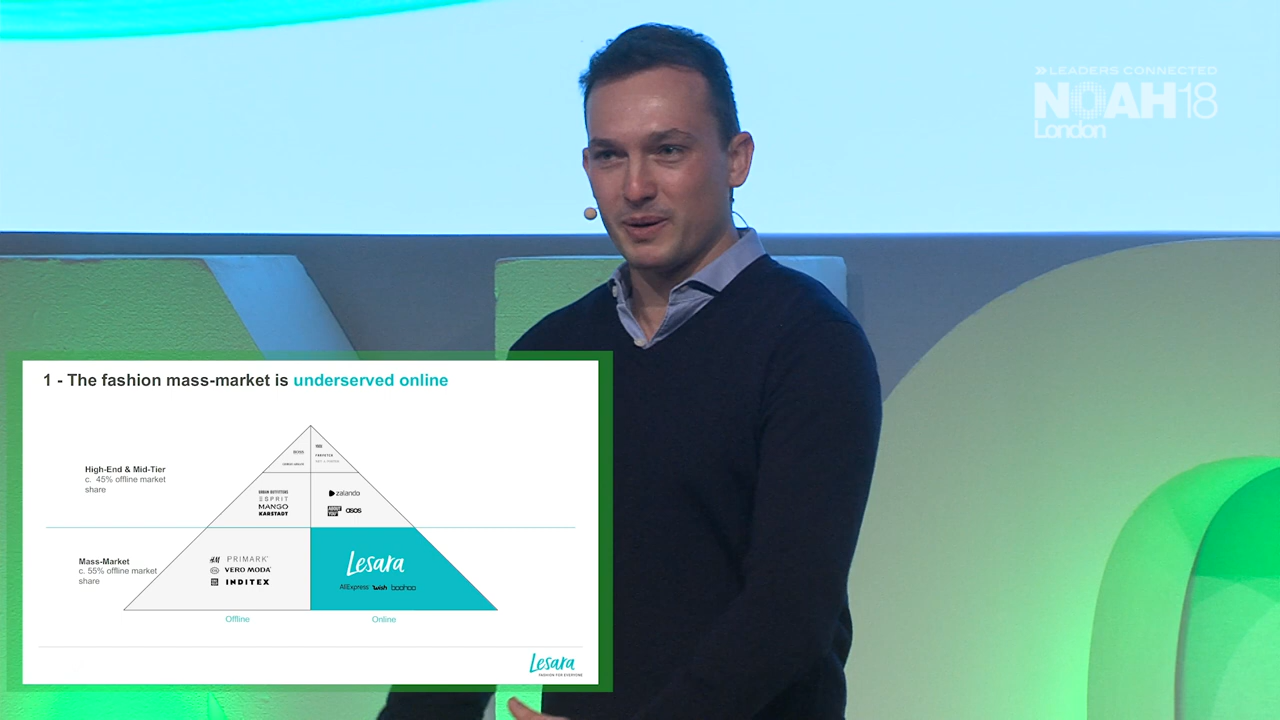 LEADERS CONNECTED
NOAH18
London
1 - The fashion mass-market is underserved online
High-End & Mid-Tier
c. 45% offline market
share
FARFETCH
URBAN OUTFITTERS
ESPRIT
MANGO
KARSTADT
zalando
ABOUT YOU
asos
Mass-Market
c. 55% offline market
share
H&M PRIMARK
VERO MODA
INDITEX
Lesara
AliExpress wish boohoo
Offline
Online
Lesara
FASHION FOR EVERYONE